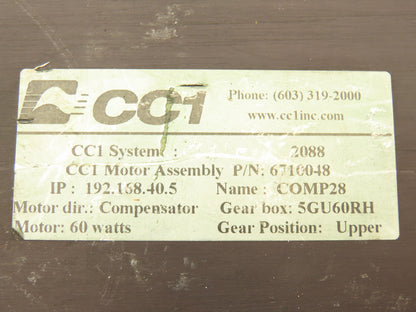 CC1
Phone: (603) 319-2000
www.cc1inc.com
CC1 System : 2088
CC1 Motor Assembly P/N: 6710048
IP : 192.168.40.5 Name : COMP28
Motor dir.: Compensator Gear box: 5GU60RH
Motor: 60 watts Gear Position: Upper